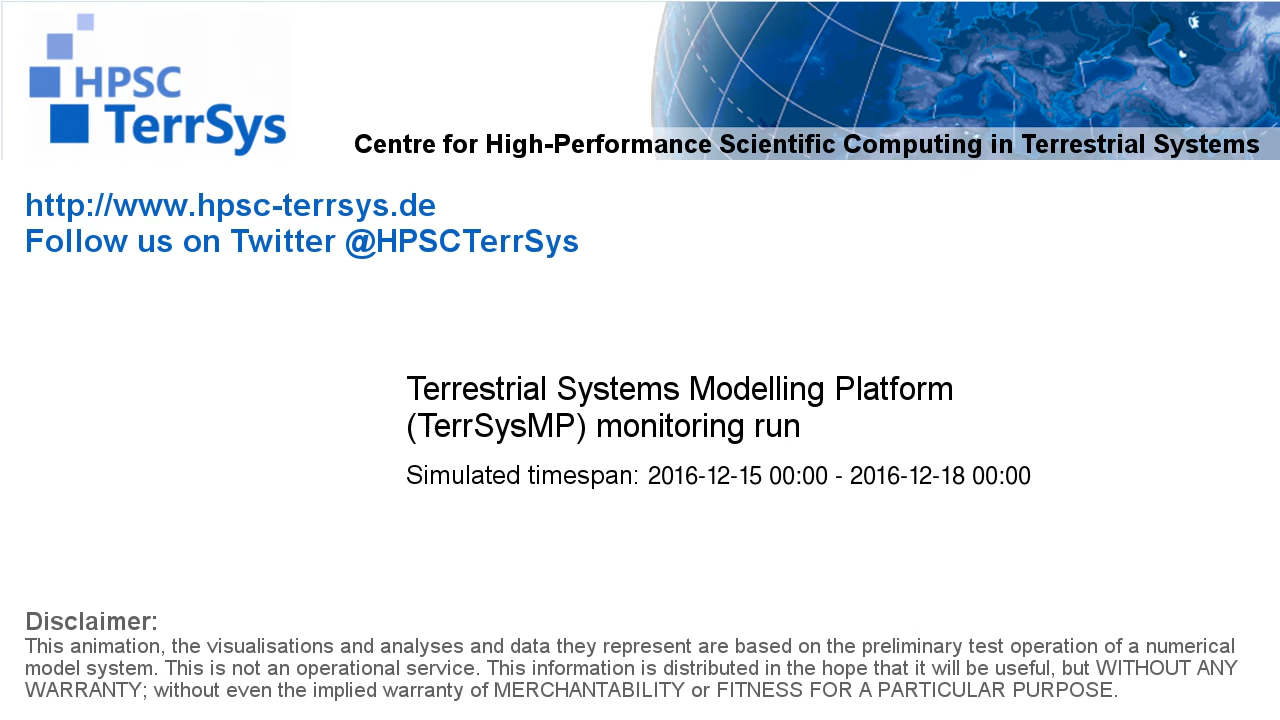 HPSC
TerrSys
Centre for High-Performance Scientific Computing in Terrestrial Systems
http://www.hpsc-terrsys.de
Follow us on Twitter @HPSCTerrSys
Terrestrial Systems Modelling Platform
(TerrSysMP) monitoring run
Simulated timespan: 2016-12-15 00:00 - 2016-12-18 00:00
Disclaimer:
This animation, the visualisations and analyses and data they represent are based on the preliminary test operation of a numerical
model system. This is not an operational service. This information is distributed in the hope that it will be useful, but WITHOUT ANY
WARRANTY; without even the implied warranty of MERCHANTABILITY or FITNESS FOR A PARTICULAR PURPOSE.